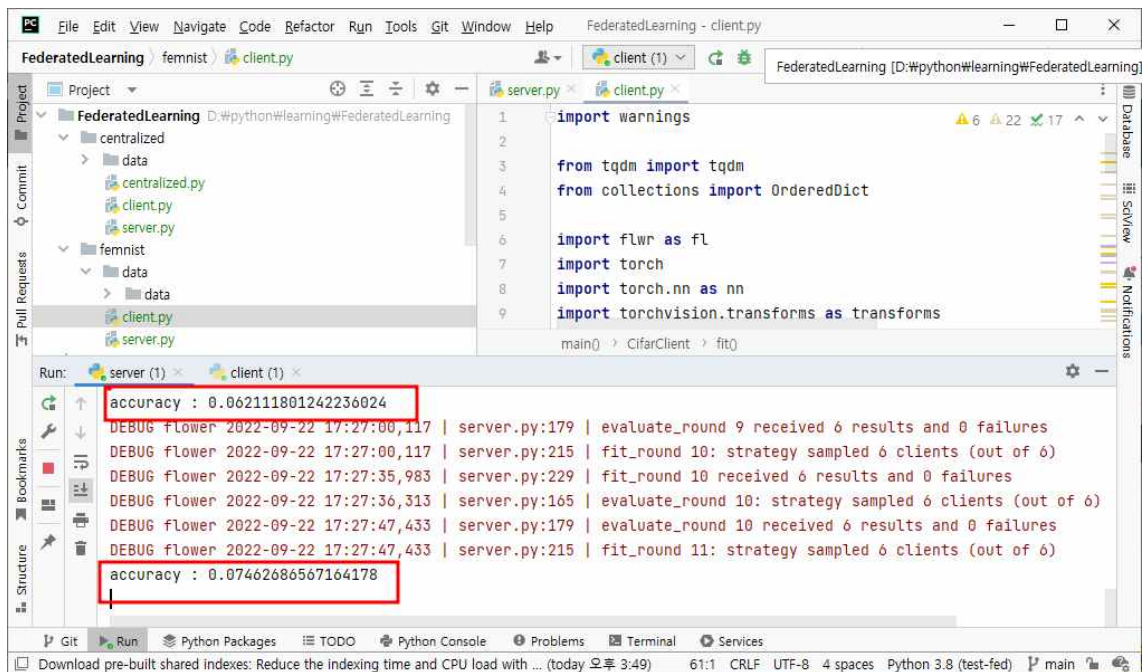 PC File Edit View Navigate Code Refactor Run Tools Git Window Help FederatedLearning - client.py
FederatedLearning 〉 femnist 〉 client.py client (1)
FederatedLearning [D:₩python₩learning₩FederatedLearning]
Project server.py client.py
FederatedLearning D:₩python₩learning₩FederatedLearning
centralized
data
centralized.py
client.py
server.py
femnist
data
data
client.py
server.py
1 import warnings 6 22 17
2
3 from tqdm import tqdm
4 from collections import OrderedDict
5
6 import flwr as fl
7 import torch
8 import torch.nn as nn
9 import torchvision.transforms as transforms
main() › CifarClient › fit()
Project
Commit
Pull Requests
Bookmarks
Structure
Database
SciView
Notifications
Run: server (1) client (1)
accuracy : 0.062111801242236024
DEBUG flower 2022-09-22 17:27:00,117 | server.py:179 | evaluate_round 9 received 6 results and 0 failures
DEBUG flower 2022-09-22 17:27:00,117 | server.py:215 | fit_round 10: strategy sampled 6 clients (out of 6)
DEBUG flower 2022-09-22 17:27:35,983 | server.py:229 | fit_round 10 received 6 results and 0 failures
DEBUG flower 2022-09-22 17:27:36,313 | server.py:165 | evaluate_round 10: strategy sampled 6 clients (out of 6)
DEBUG flower 2022-09-22 17:27:47,433 | server.py:179 | evaluate_round 10 received 6 results and 0 failures
DEBUG flower 2022-09-22 17:27:47,433 | server.py:215 | fit_round 11: strategy sampled 6 clients (out of 6)
accuracy : 0.07462686567164178
Git Run Python Packages TODO Python Console Problems Terminal Services
Download pre-built shared indexes: Reduce the indexing time and CPU load with ... (today 오후 3:49) 61:1 CRLF UTF-8 4 spaces Python 3.8 (test-fed) main